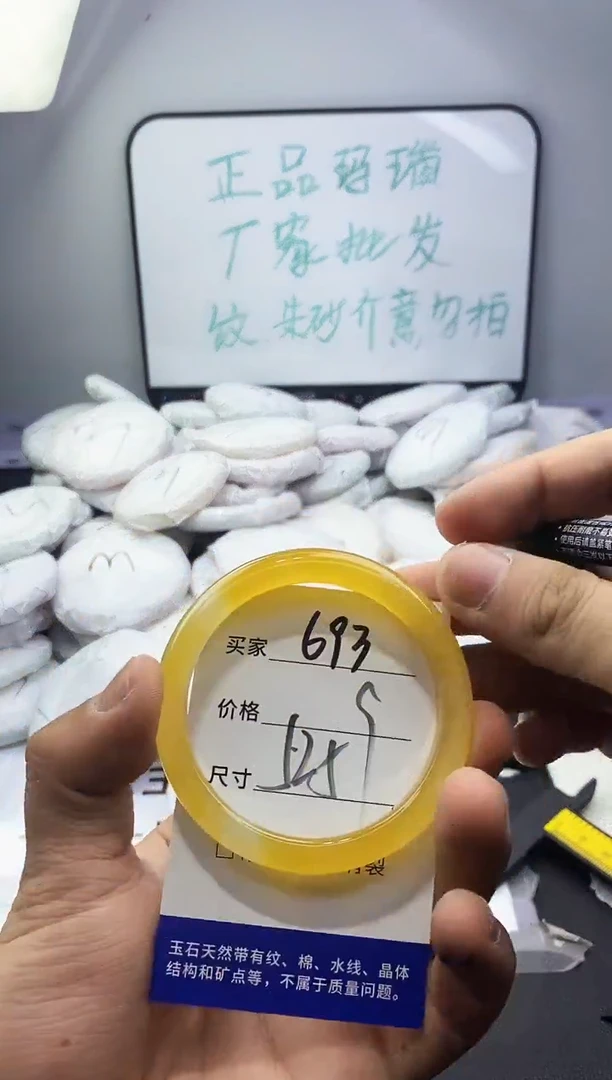 正品玛瑙
厂家批发
纹 朱砂介意勿拍
买家 693
价格
尺寸 525
玉石天然带有纹、棉、水线、晶体
结构和矿点等，不属于质量问题。